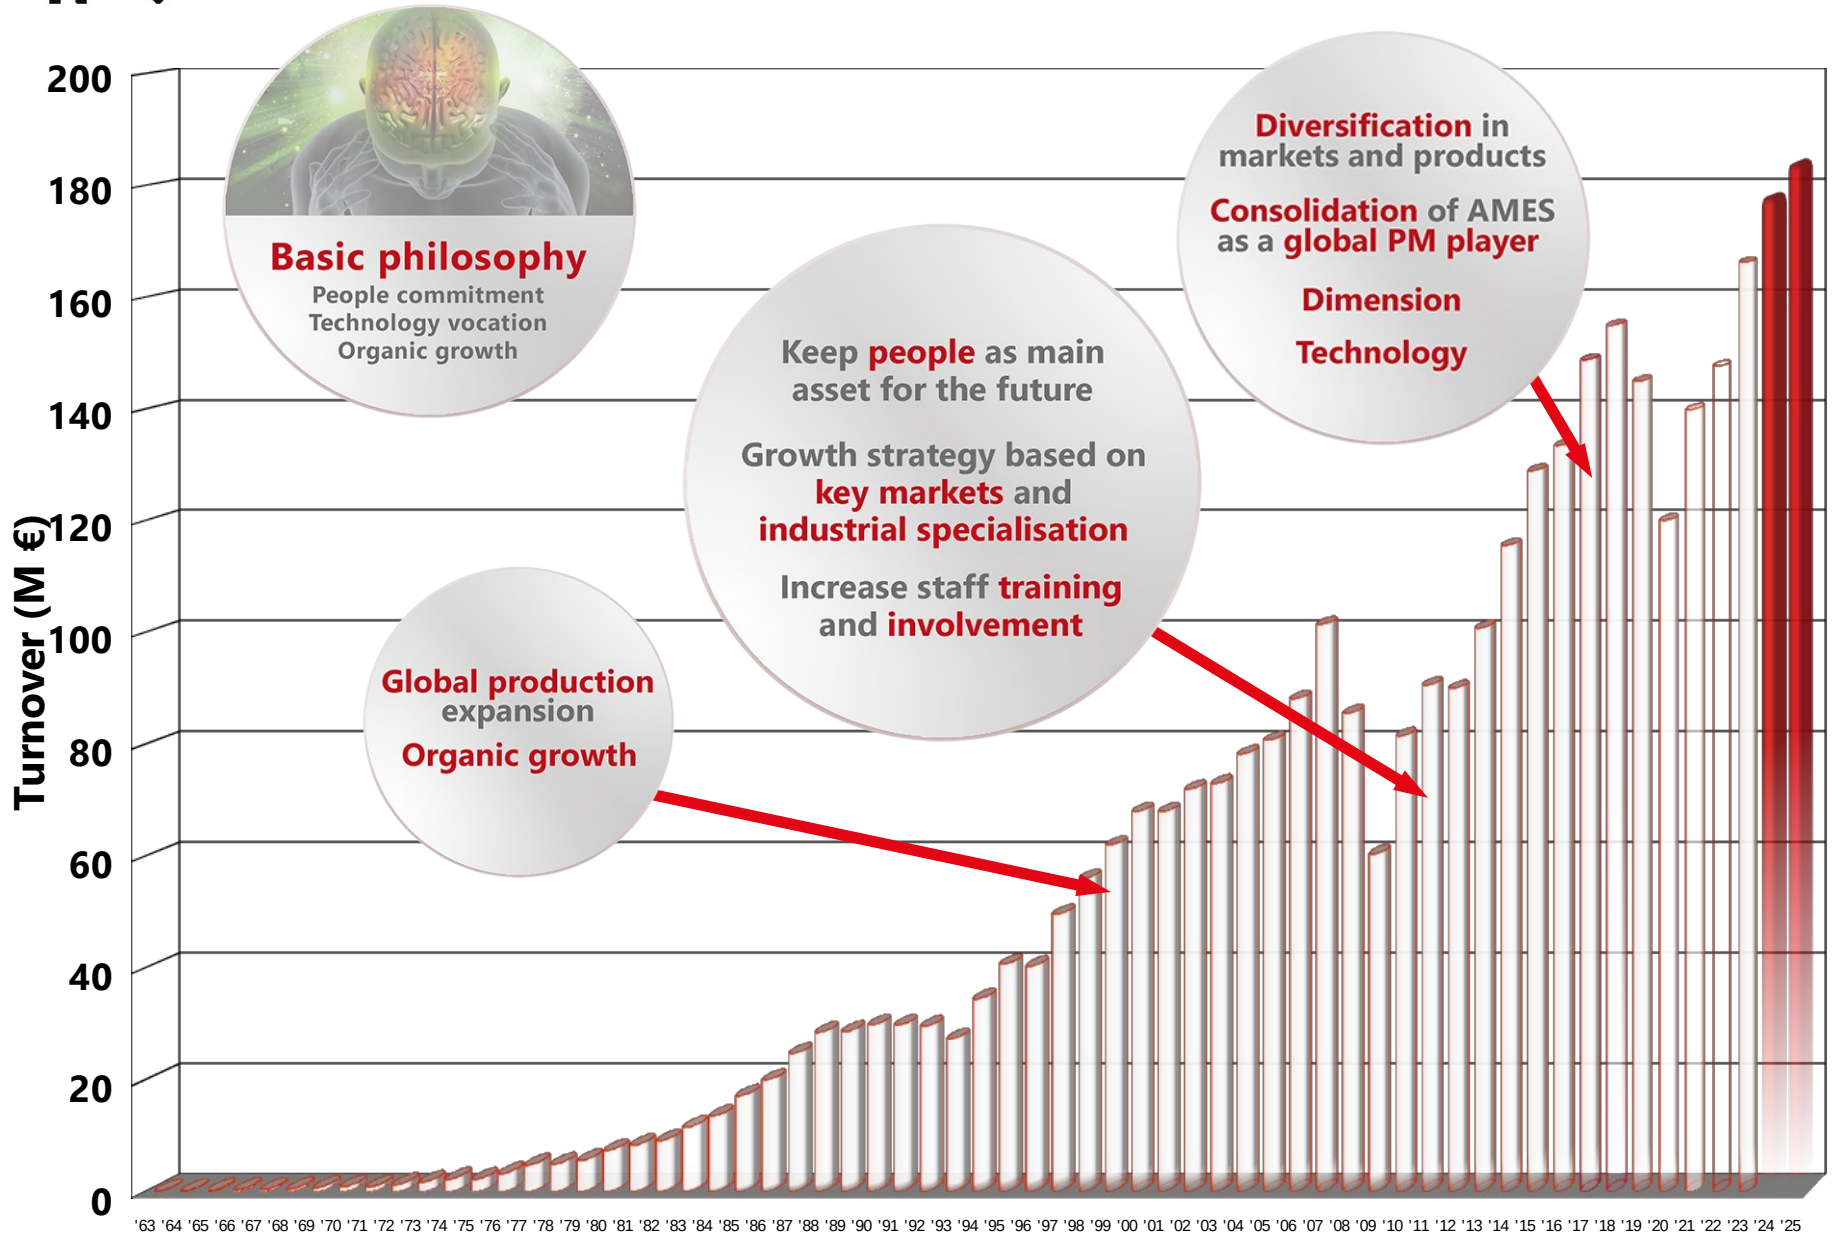 200
180
160
140
120
100
80
60
40
20
0
Turnover (M €)
Basic philosophy
People commitment
Technology vocation
Organic growth
Global production
expansion
Organic growth
Keep people as main
asset for the future
Growth strategy based on
key markets and
industrial specialisation
Increase staff training
and involvement
Diversification in
markets and products
Consolidation of AMES
as a global PM player
Dimension
Technology
'63 '64 '65 '66 '67 '68 '69 '70 '71 '72 '73 '74 '75 '76 '77 '78 '79 '80 '81 '82 '83 '84 '85 '86 '87 '88 '89 '90 '91 '92 '93 '94 '95 '96 '97 '98 '99 '00 '01 '02 '03 '04 '05 '06 '07 '08 '09 '10 '11 '12 '13 '14 '15 '16 '17 '18 '19 '20 '21 '22 '23 '24 '25